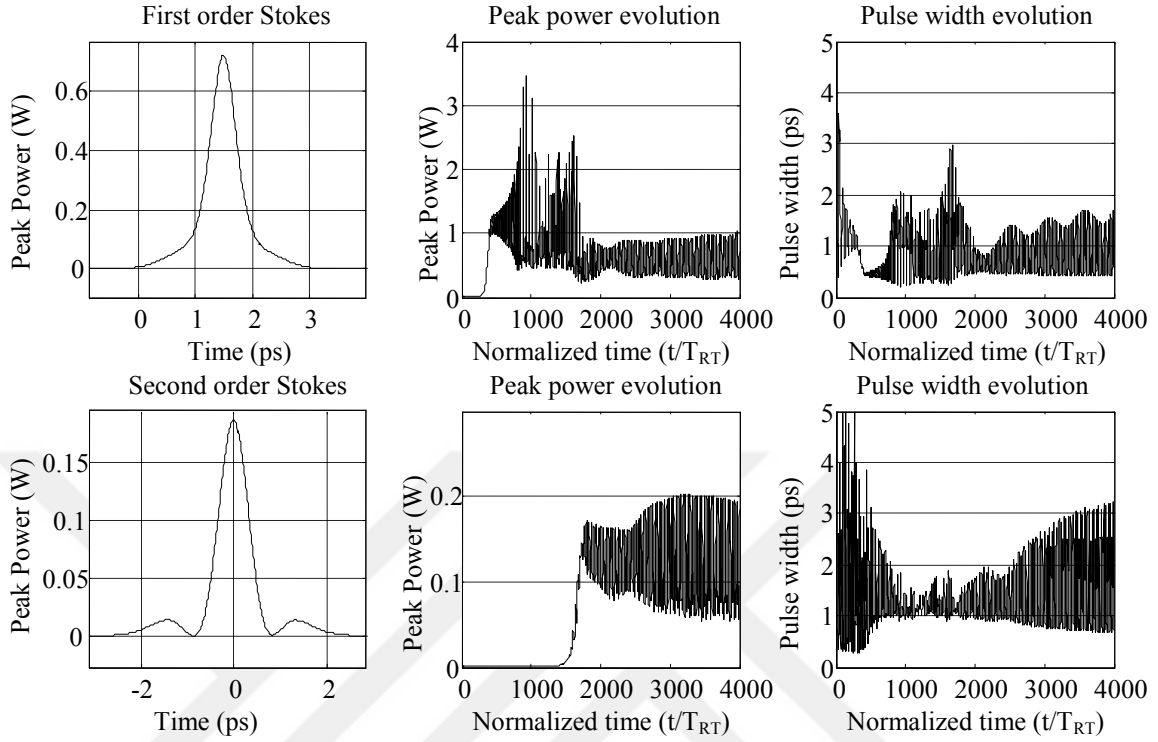 First order Stokes
Peak Power (W)
0.6
0.4
0.2
0
0 1 2 3
Time (ps)
Peak power evolution
Peak Power (W)
4
3
2
1
0
0 1000 2000 3000 4000
Normalized time (t/T_RT)
Pulse width evolution
Pulse width (ps)
5
4
3
2
1
0
0 1000 2000 3000 4000
Normalized time (t/T_RT)
Second order Stokes
Peak Power (W)
0.15
0.1
0.05
0
-2 0 2
Time (ps)
Peak power evolution
Peak Power (W)
0.2
0.1
0
0 1000 2000 3000 4000
Normalized time (t/T_RT)
Pulse width evolution
Pulse width (ps)
5
4
3
2
1
0
0 1000 2000 3000 4000
Normalized time (t/T_RT)